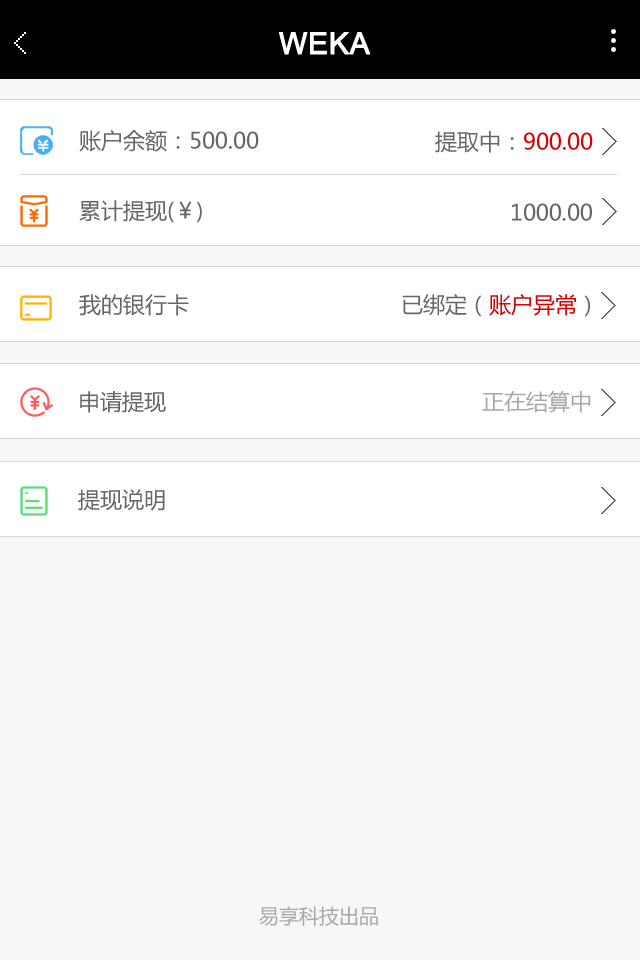 WEKA
账户余额：500.00 提取中：900.00
累计提现(￥) 1000.00
我的银行卡 已绑定（账户异常）
申请提现 正在结算中
提现说明
易享科技出品